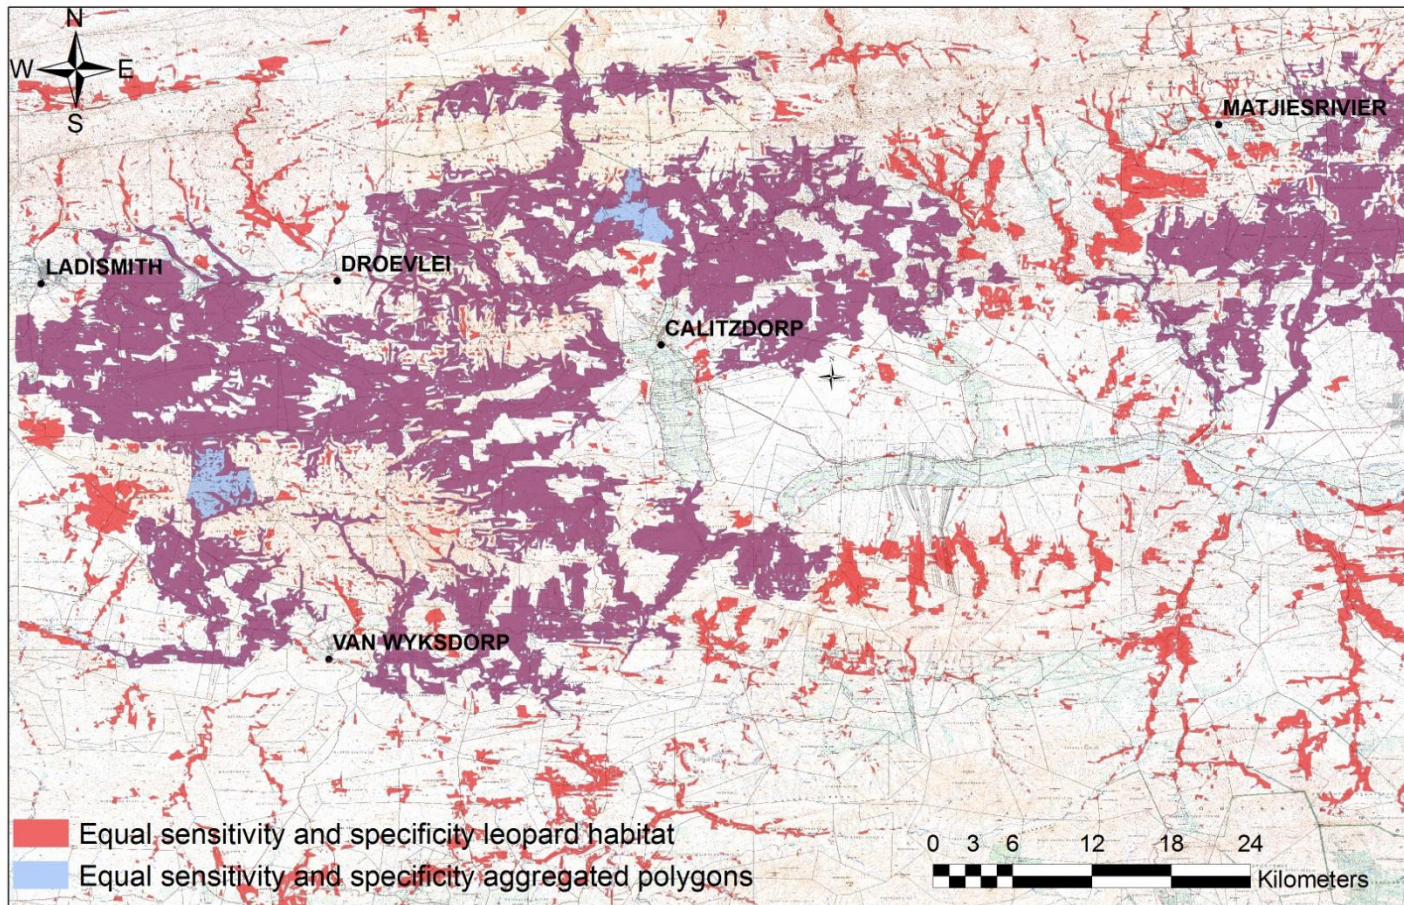 N
W E
S
MATJIESRIVIER
LADISMITH
DROEVLEI
CALITZDORP
N
VAN WYKSDORP
Equal sensitivity and specificity leopard habitat
Equal sensitivity and specificity aggregated polygons
0 3 6 12 18 24
Kilometers